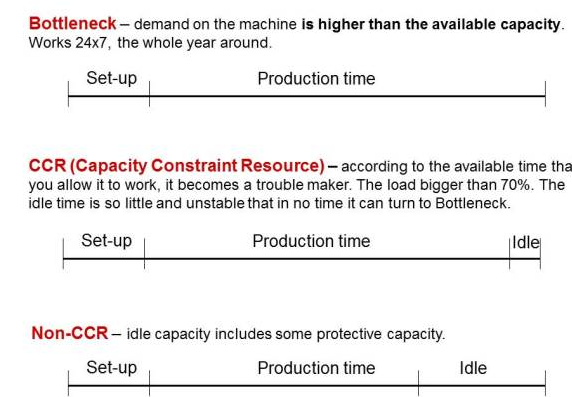 Bottleneck – demand on the machine is higher than the available capacity.
Works 24x7, the whole year around.
Set-up Production time
CCR (Capacity Constraint Resource) – according to the available time tha
you allow it to work, it becomes a trouble maker. The load bigger than 70%. The
idle time is so little and unstable that in no time it can turn to Bottleneck.
Set-up Production time Idle
Non-CCR – idle capacity includes some protective capacity.
Set-up Production time Idle